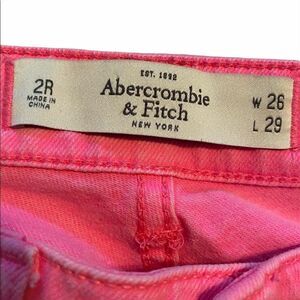 2R
MADE IN
CHINA
EST. 1892
Abercrombie
& Fitch
NEW YORK
W 26
L 29